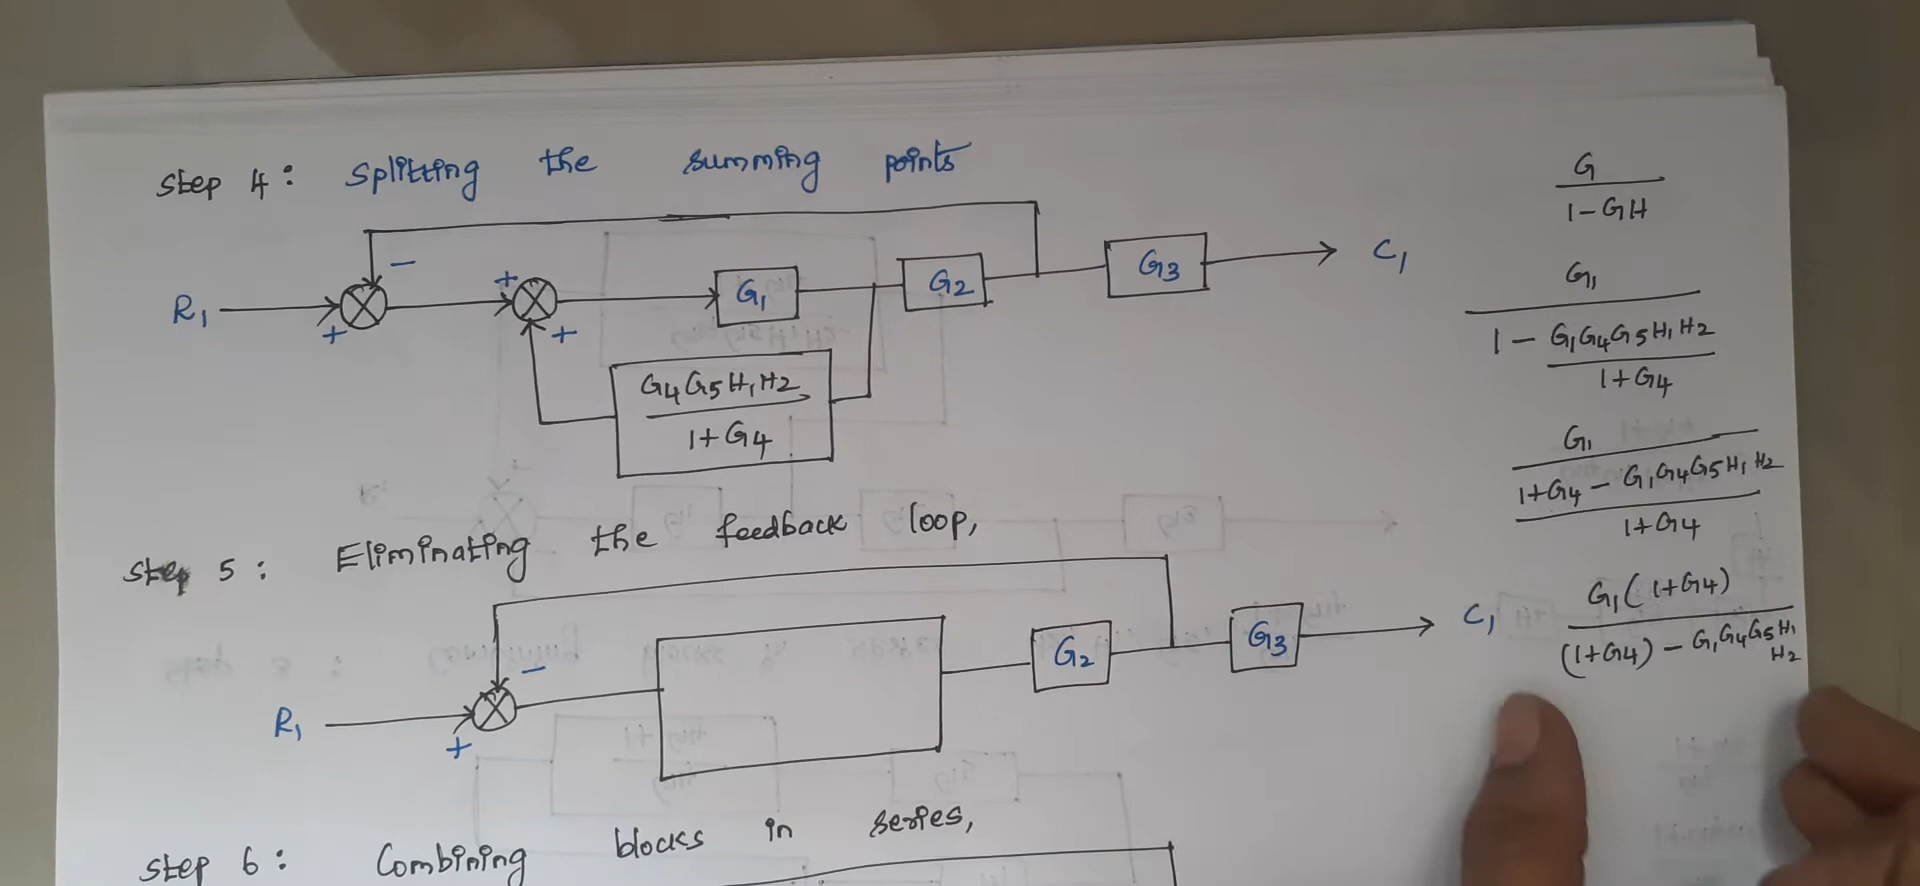 Step 4: Splitting the summing points
R1
+
−
+
+
G1
G2
G3
C1
G4G5H1H2
1+G4
Step 5: Eliminating the feedback loop,
R1
+
−
G2
G3
C1
Step 6: Combining blocks in series,
G
1−GH
G1
1 − G1G4G5H1H2
1+G4
G1
1+G4 − G1G4G5H1H2
1+G4
G1(1+G4)
(1+G4) − G1G4G5H1
H2